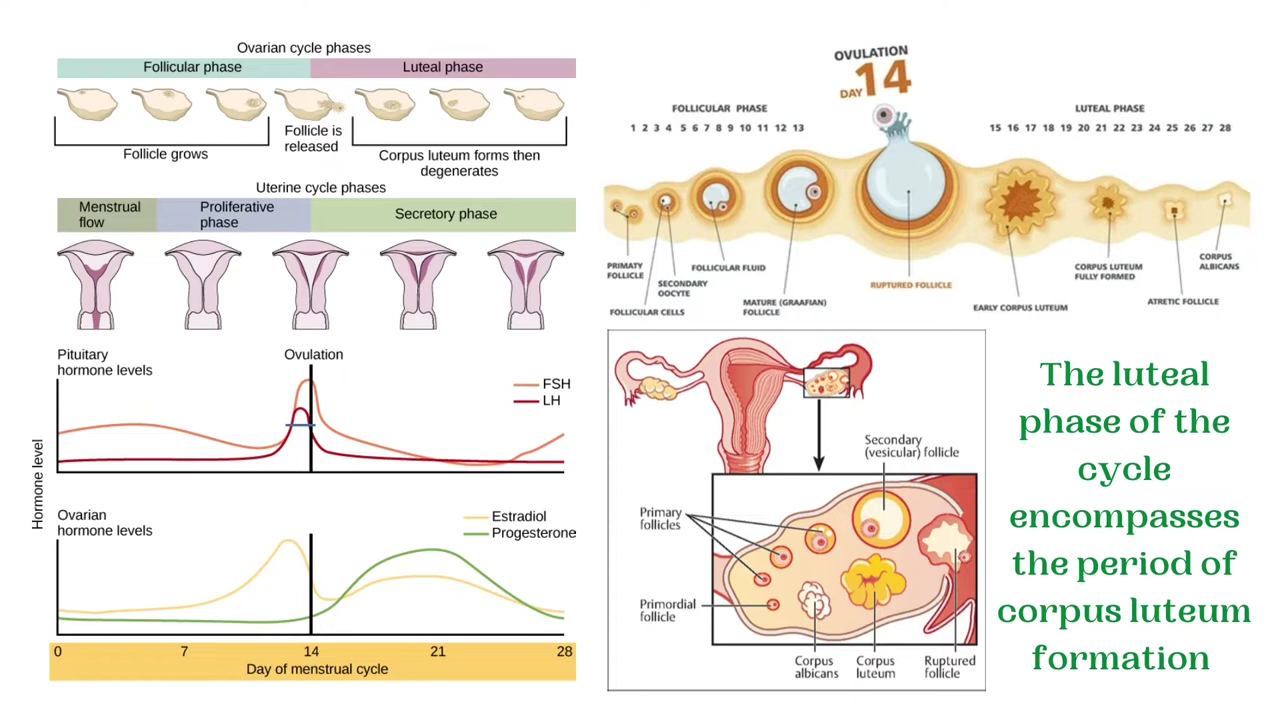 Ovarian cycle phases
Follicular phase
Luteal phase
Follicle grows
Follicle is
released
Corpus luteum forms then
degenerates
Uterine cycle phases
Menstrual
flow
Proliferative
phase
Secretory phase
Pituitary
hormone levels
Ovulation
FSH
LH
Hormone level
Ovarian
hormone levels
Estradiol
Progesterone
0 7 14 21 28
Day of menstrual cycle
OVULATION
DAY 14
FOLLICULAR PHASE
1 2 3 4 5 6 7 8 9 10 11 12 13
LUTEAL PHASE
15 16 17 18 19 20 21 22 23 24 25 26 27 28
PRIMATY
FOLLICLE
FOLLICULAR CELLS
SECONDARY
OOCYTE
FOLLICULAR FLUID
MATURE (GRAAFIAN)
FOLLICLE
RUPTURED FOLLICLE
EARLY CORPUS LUTEUM
CORPUS LUTEUM
FULLY FORMED
ATRETIC FOLLICLE
CORPUS
ALBICANS
Secondary
(vesicular) follicle
Primary
follicles
Primordial
follicle
Corpus
albicans
Corpus
luteum
Ruptured
follicle
The luteal
phase of the
cycle
encompasses
the period of
corpus luteum
formation